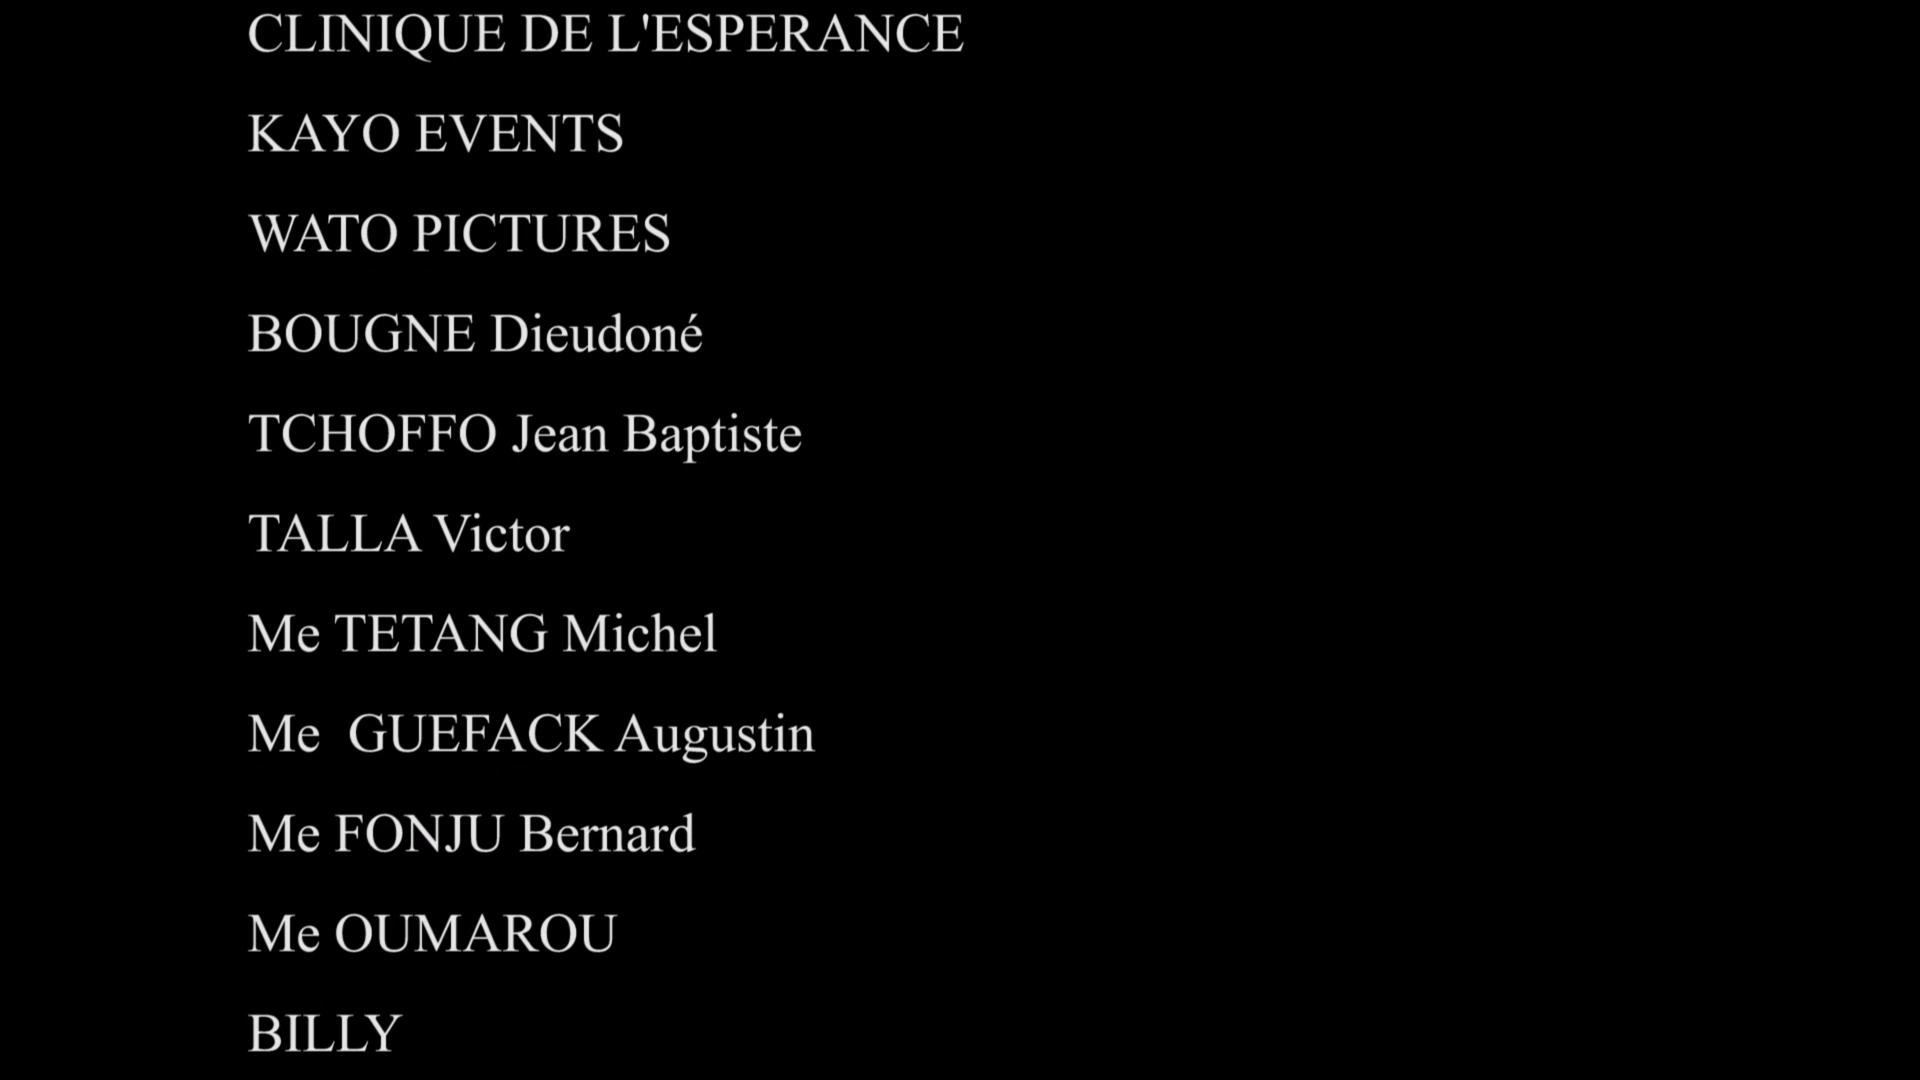 CLINIQUE DE L'ESPERANCE
KAYO EVENTS
WATO PICTURES
BOUGNE Dieudoné
TCHOFFO Jean Baptiste
TALLA Victor
Me TETANG Michel
Me  GUEFACK Augustin
Me FONJU Bernard
Me OUMAROU
BILLY